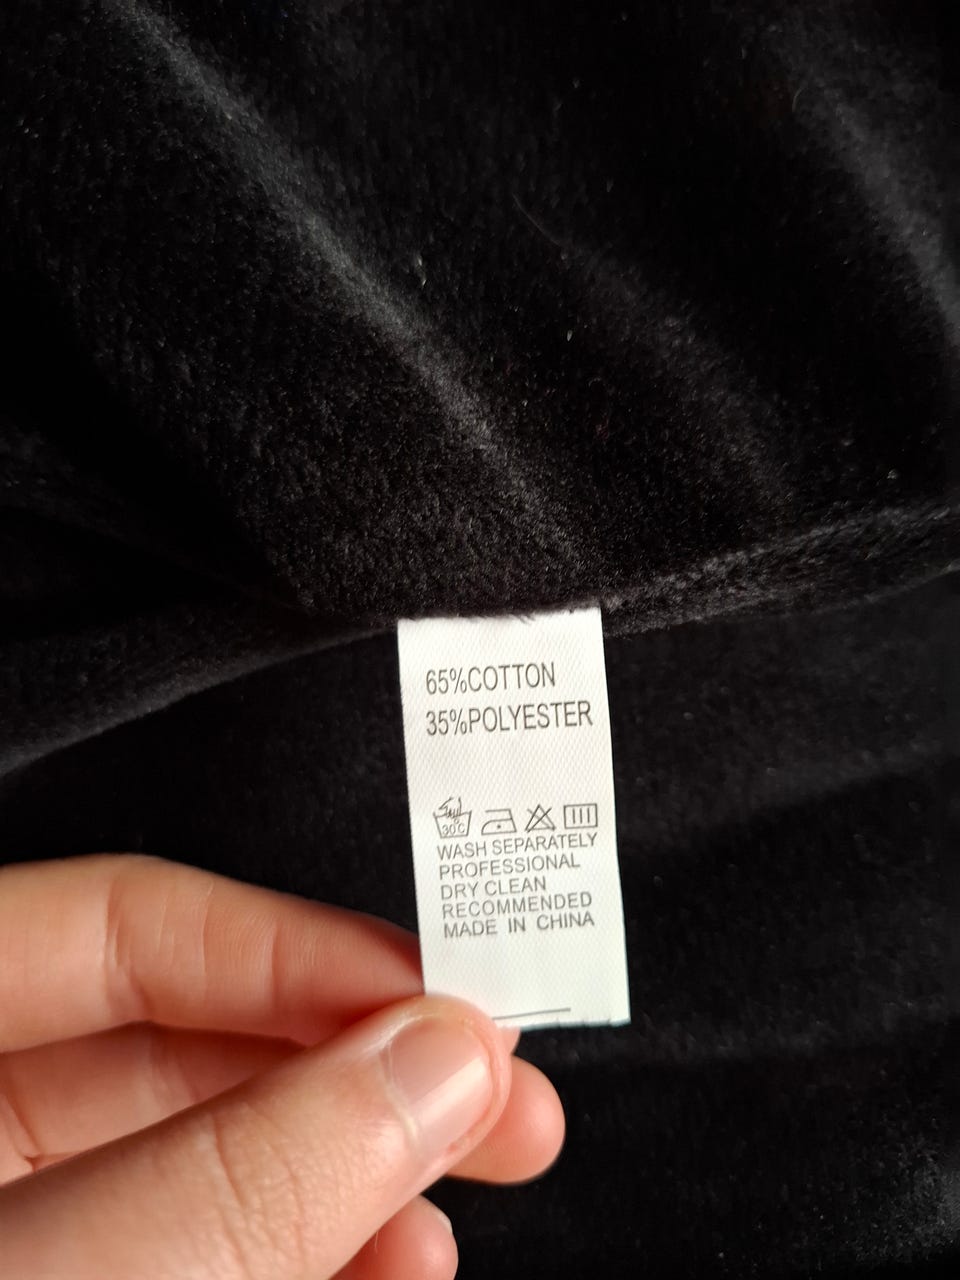 65%COTTON
35%POLYESTER
30°C
WASH SEPARATELY
PROFESSIONAL
DRY CLEAN
RECOMMENDED
MADE IN CHINA